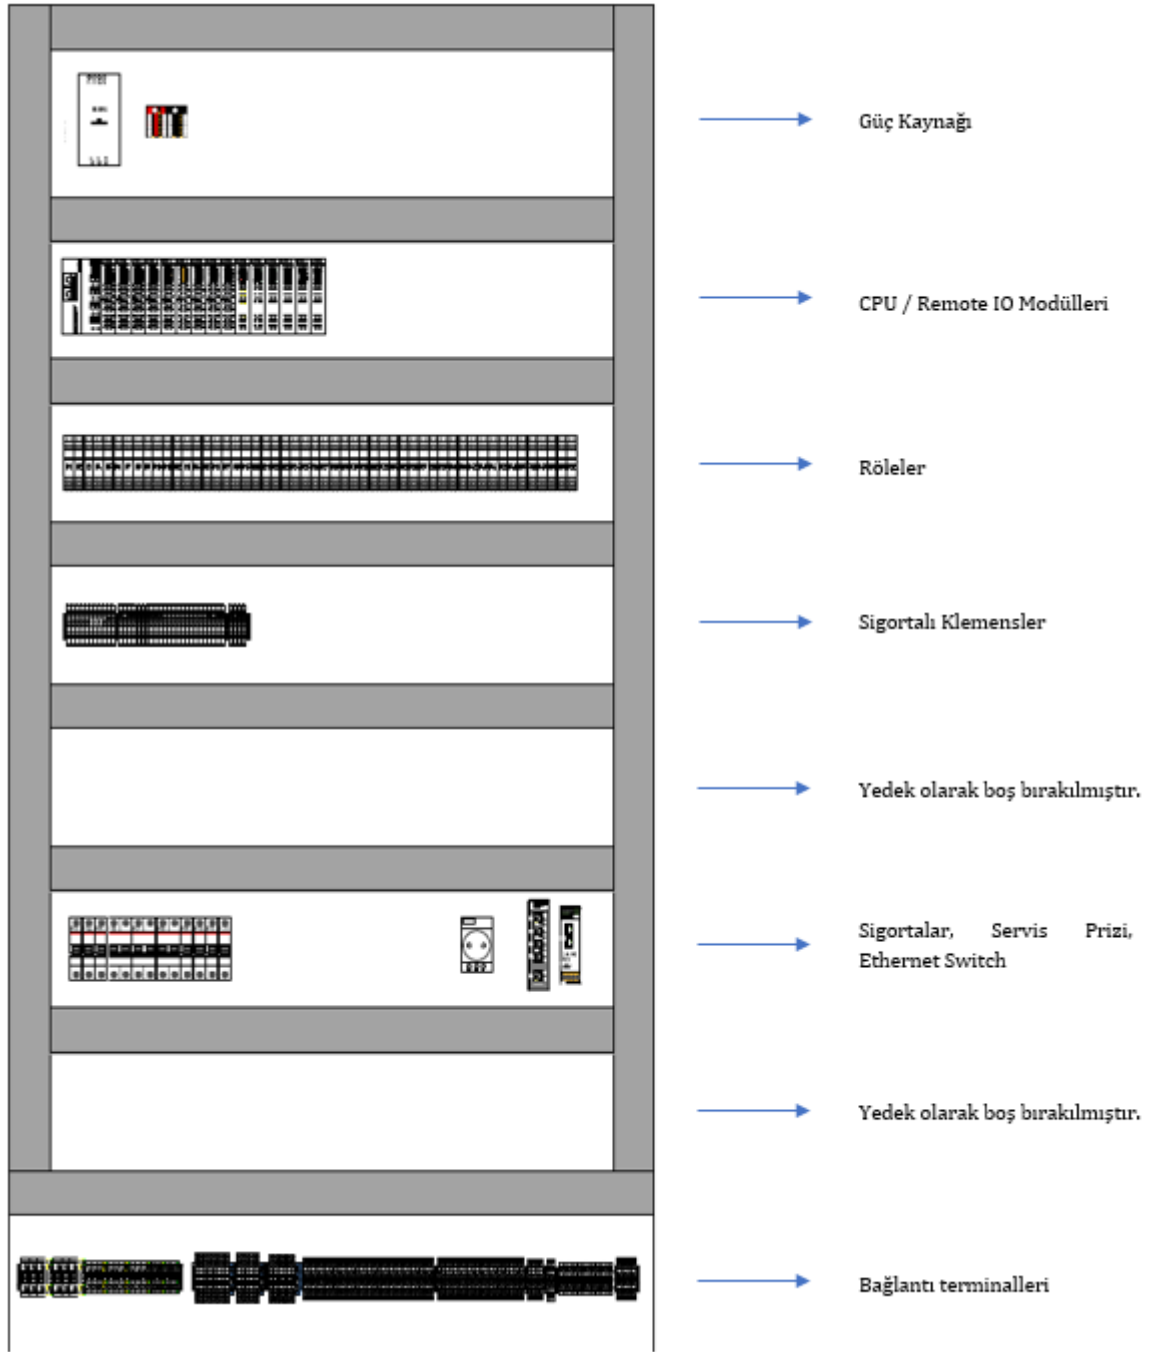 Güç Kaynağı
CPU / Remote IO Modülleri
Röleler
Sigortalı Klemensler
Yedek olarak boş bırakılmıştır.
Sigortalar, Servis Prizi,
Ethernet Switch
Yedek olarak boş bırakılmıştır.
Bağlantı terminalleri